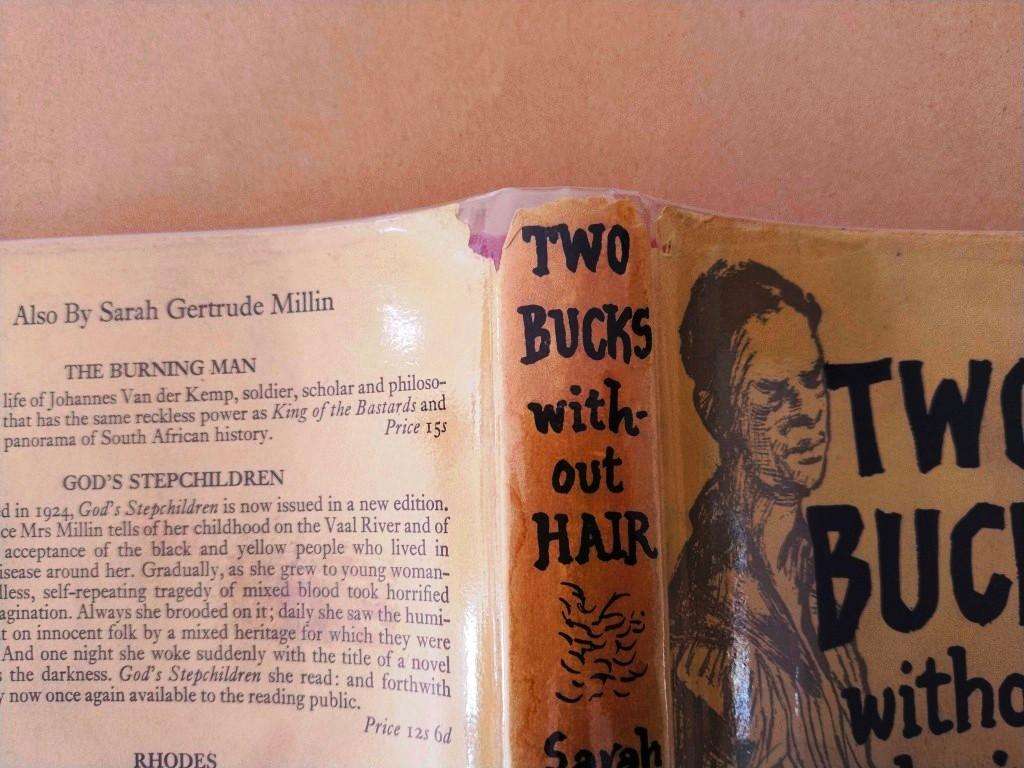 Also By Sarah Gertrude Millin
THE BURNING MAN
life of Johannes Van der Kemp, soldier, scholar and philoso-
that has the same reckless power as King of the Bastards and
panorama of South African history. Price 15s
GOD'S STEPCHILDREN
d in 1924, God's Stepchildren is now issued in a new edition.
ce Mrs Millin tells of her childhood on the Vaal River and of
acceptance of the black and yellow people who lived in
isease around her. Gradually, as she grew to young woman-
lless, self-repeating tragedy of mixed blood took horrified
agination. Always she brooded on it; daily she saw the humi-
t on innocent folk by a mixed heritage for which they were
And one night she woke suddenly with the title of a novel
s the darkness. God's Stepchildren she read: and forthwith
y now once again available to the reading public.
Price 12s 6d
RHODES
TWO
BUCKS
with-
out
HAIR
Sarah
TWO
BUC
witho